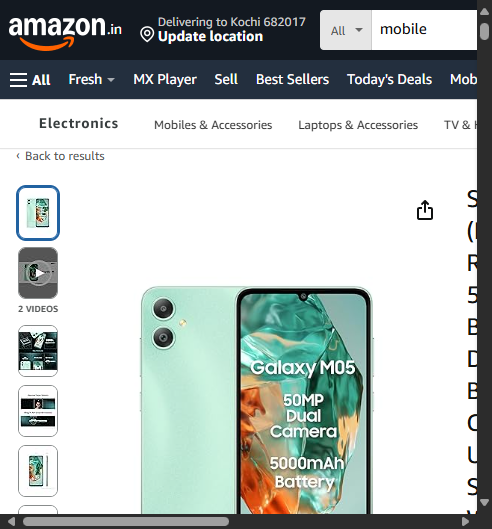 amazon.in
Delivering to Kochi 682017
Update location
All
mobile
All
Fresh
MX Player
Sell
Best Sellers
Today's Deals
Mob
Electronics
Mobiles & Accessories
Laptops & Accessories
TV &
‹ Back to results
2 VIDEOS
Galaxy M05
50MP
Dual
Camera
5000mAh
Battery
S
(
R
5
B
D
B
C
U
S